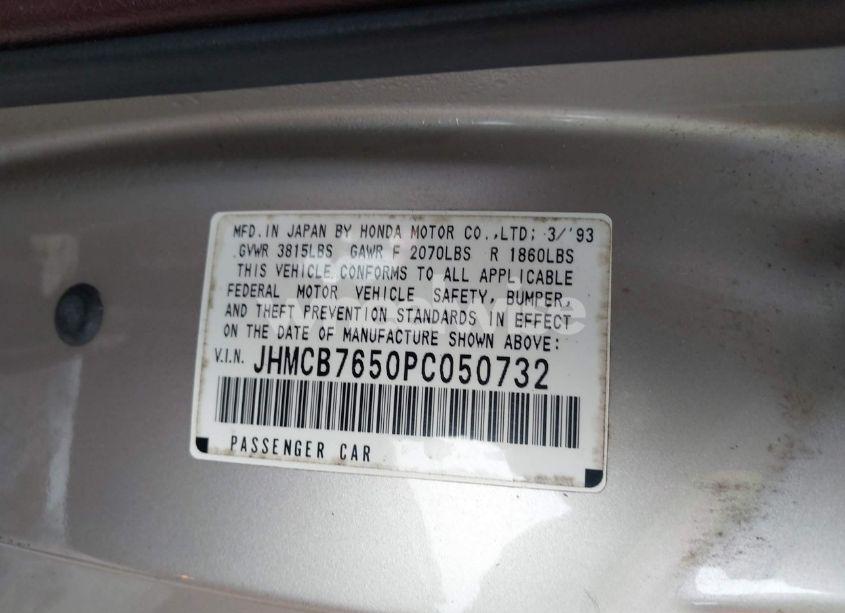 MFD. IN JAPAN BY HONDA MOTOR CO.,LTD; 3/'93
GVWR 3815LBS GAWR F 2070LBS R 1860LBS
THIS VEHICLE CONFORMS TO ALL APPLICABLE
FEDERAL MOTOR VEHICLE SAFETY, BUMPER,
AND THEFT PREVENTION STANDARDS IN EFFECT
ON THE DATE OF MANUFACTURE SHOWN ABOVE:
V.I.N. JHMCB7650PC050732
PASSENGER CAR